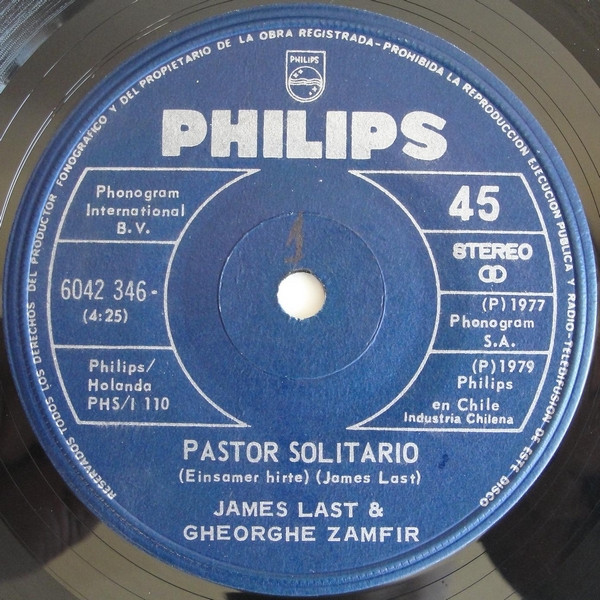 RESERVADOS TODOS LOS DERECHOS DEL PRODUCTOR FONOGRAFICO Y DEL PROPIETARIO DE LA OBRA REGISTRADA-PROHIBIDA LA REPRODUCCION EJECUCION PUBLICA Y RADIO-TELEDIFUSION DE ESTE DISCO
PHILIPS
PHILIPS
Phonogram
International
B.V.
6042 346-
(4:25)
Philips/
Holanda
PHS/I 110
1
45
STEREO
(P)1977
Phonogram
S.A.
(P)1979
Philips
en Chile
Industria Chilena
PASTOR SOLITARIO
(Einsamer hirte) (James Last)
JAMES LAST &
GHEORGHE ZAMFIR